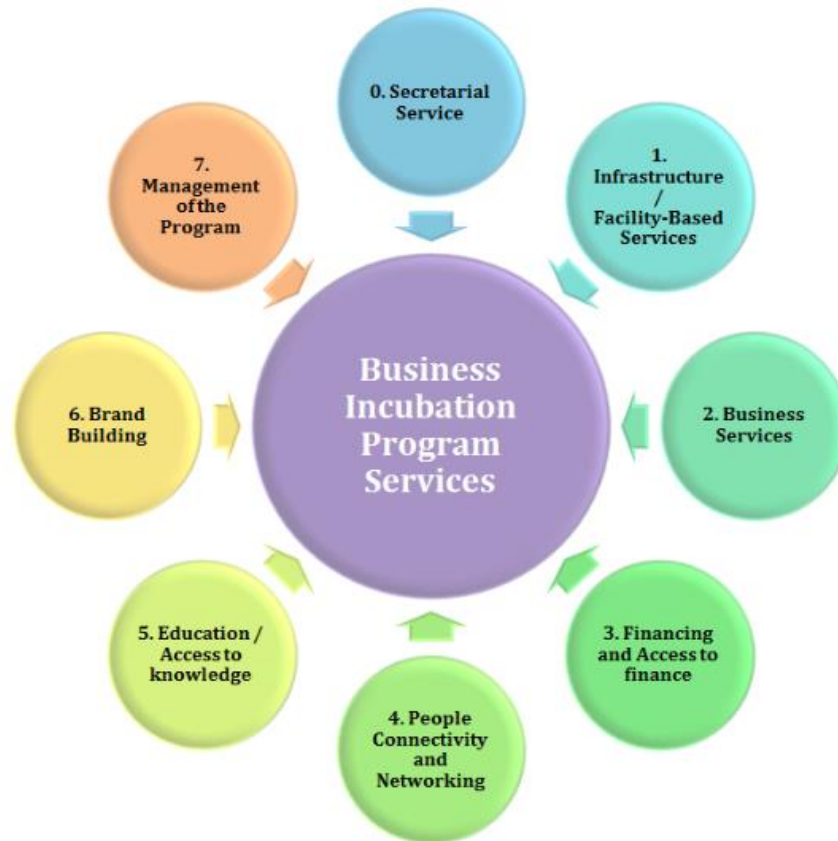 0. Secretarial
Service
1.
Infrastructure
/
Facility-Based
Services
2. Business
Services
3. Financing
and Access to
finance
4. People
Connectivity
and
Networking
5. Education /
Access to
knowledge
6. Brand
Building
7.
Management
of the
Program
Business
Incubation
Program
Services